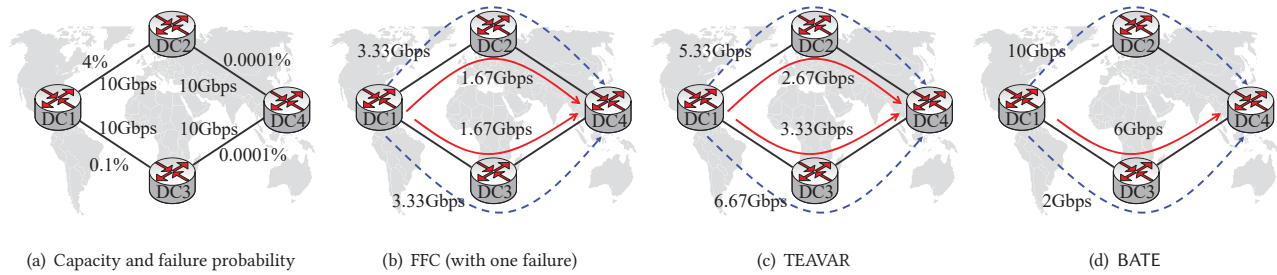 DC2
4%
0.0001%
10Gbps
10Gbps
DC1
DC4
10Gbps
10Gbps
0.1%
0.0001%
DC3
(a) Capacity and failure probability
3.33Gbps
DC2
1.67Gbps
DC1
DC4
1.67Gbps
DC3
3.33Gbps
(b) FFC (with one failure)
5.33Gbps
DC2
2.67Gbps
DC1
DC4
3.33Gbps
DC3
6.67Gbps
(c) TEAVAR
10Gbps
DC2
DC1
DC4
6Gbps
DC3
2Gbps
(d) BATE